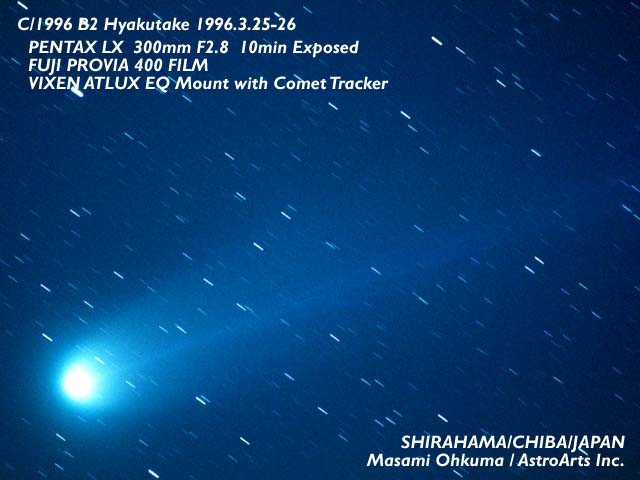 C/1996 B2 Hyakutake 1996.3.25-26
PENTAX LX 300mm F2.8 10min Exposed
FUJI PROVIA 400 FILM
VIXEN ATLUX EQ Mount with Comet Tracker
SHIRAHAMA/CHIBA/JAPAN
Masami Ohkuma / AstroArts Inc.